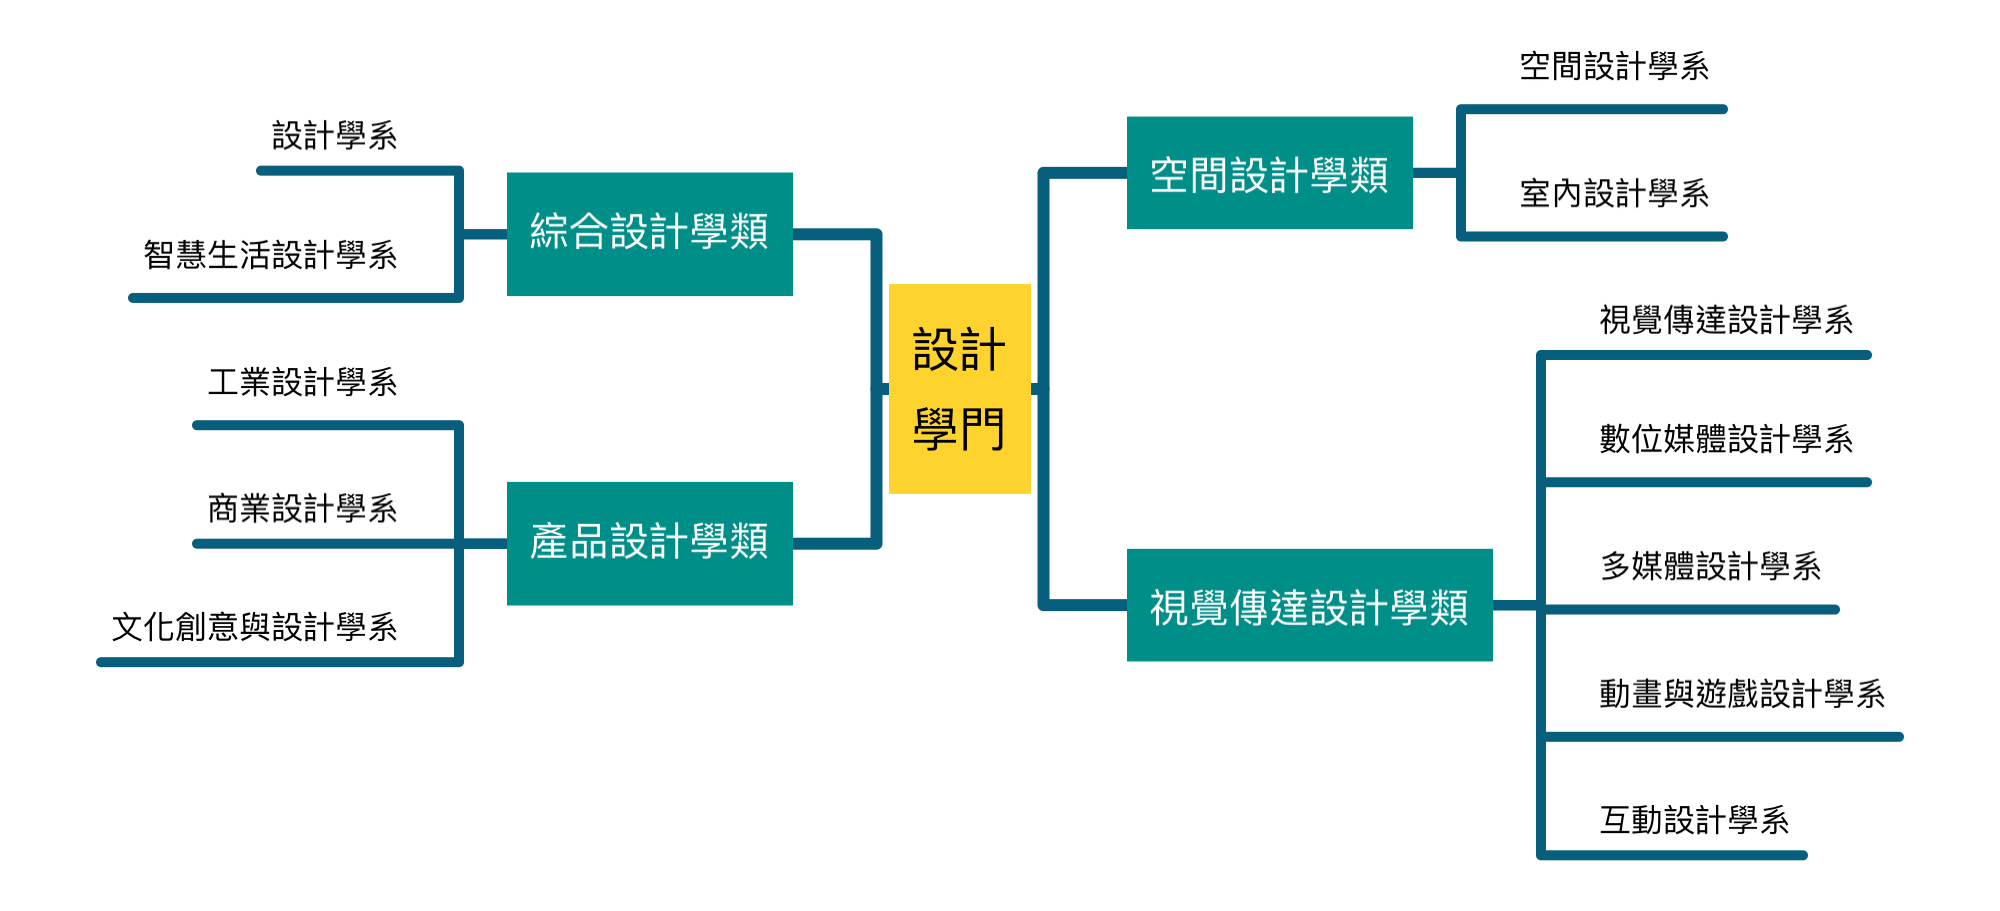 設計
學門
綜合設計學類
設計學系
智慧生活設計學系
產品設計學類
工業設計學系
商業設計學系
文化創意與設計學系
空間設計學類
空間設計學系
室內設計學系
視覺傳達設計學類
視覺傳達設計學系
數位媒體設計學系
多媒體設計學系
動畫與遊戲設計學系
互動設計學系